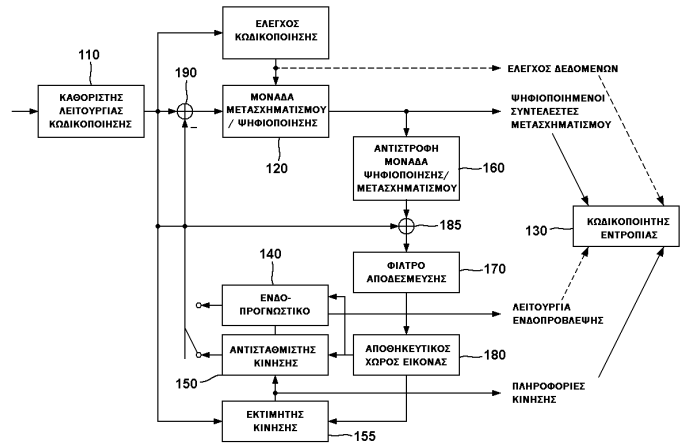 ΕΛΕΓΧΟΣ
ΚΩΔΙΚΟΠΟΙΗΣΗΣ
110
190
ΕΛΕΓΧΟΣ ΔΕΔΟΜΕΝΩΝ
ΚΑΘΟΡΙΣΤΗΣ
ΛΕΙΤΟΥΡΓΙΑΣ
ΚΩΔΙΚΟΠΟΙΗΣΗΣ
–
ΜΟΝΑΔΑ
ΜΕΤΑΣΧΗΜΑΤΙΣΜΟΥ
/ ΨΗΦΙΟΠΟΙΗΣΗΣ
ΨΗΦΙΟΠΟΙΗΜΕΝΟΙ
ΣΥΝΤΕΛΕΣΤΕΣ
ΜΕΤΑΣΧΗΜΑΤΙΣΜΟΥ
120
ΑΝΤΙΣΤΡΟΦΗ
ΜΟΝΑΔΑ
ΨΗΦΙΟΠΟΙΗΣΗΣ/
ΜΕΤΑΣΧΗΜΑΤΙΣΜΟΥ
160
185
130
ΚΩΔΙΚΟΠΟΙΗΤΗΣ
ΕΝΤΡΟΠΙΑΣ
140
ΦΙΛΤΡΟ
ΑΠΟΔΕΣΜΕΥΣΗΣ
170
ΕΝΔΟ-
ΠΡΟΓΝΩΣΤΙΚΟ
ΛΕΙΤΟΥΡΓΙΑ
ΕΝΔΟΠΡΟΒΛΕΨΗΣ
ΑΝΤΙΣΤΑΘΜΙΣΤΗΣ
ΚΙΝΗΣΗΣ
150
ΑΠΟΘΗΚΕΥΤΙΚΟΣ
ΧΩΡΟΣ ΕΙΚΟΝΑΣ
180
ΠΛΗΡΟΦΟΡΙΕΣ
ΚΙΝΗΣΗΣ
ΕΚΤΙΜΗΤΗΣ
ΚΙΝΗΣΗΣ
155